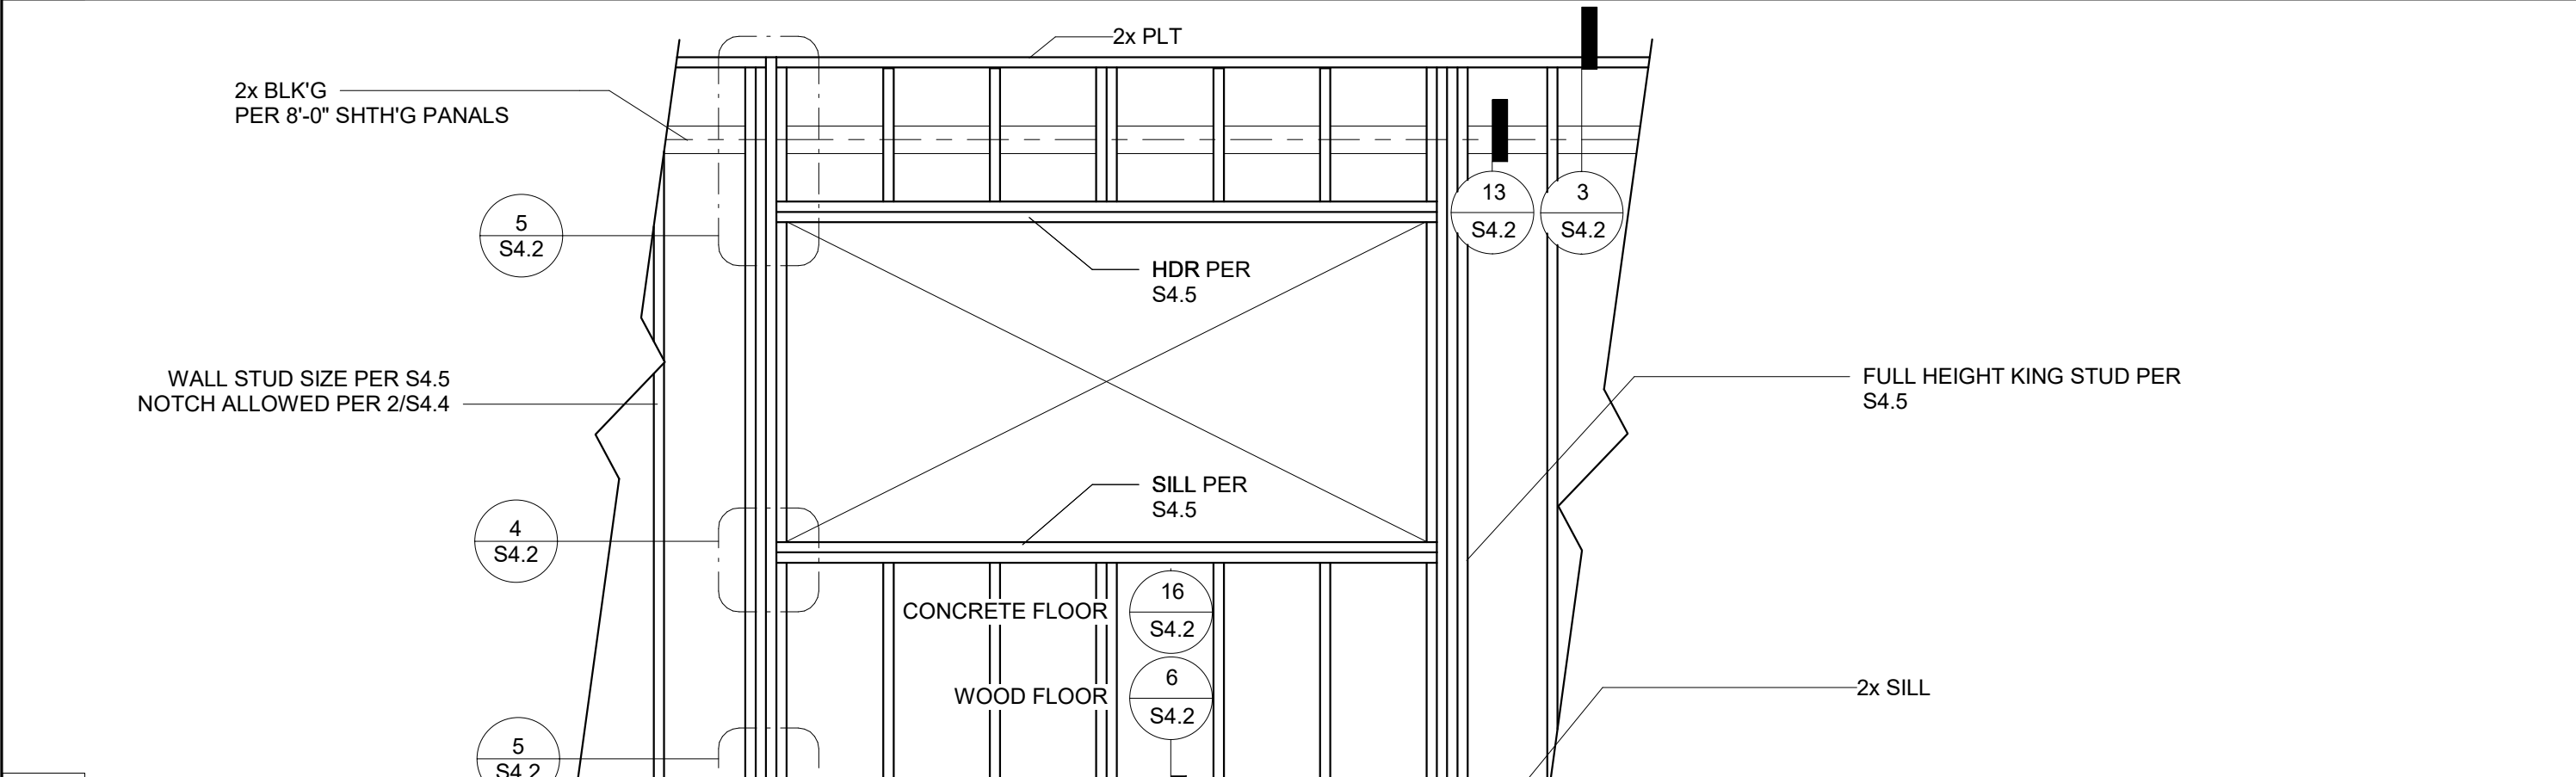 2x PLT
2x BLK'G
PER 8'-0" SHTH'G PANALS
13
S4.2
3
S4.2
5
S4.2
HDR PER
S4.5
WALL STUD SIZE PER S4.5
NOTCH ALLOWED PER 2/S4.4
FULL HEIGHT KING STUD PER
S4.5
SILL PER
S4.5
4
S4.2
CONCRETE FLOOR
16
S4.2
WOOD FLOOR
6
S4.2
2x SILL
5
S4.2